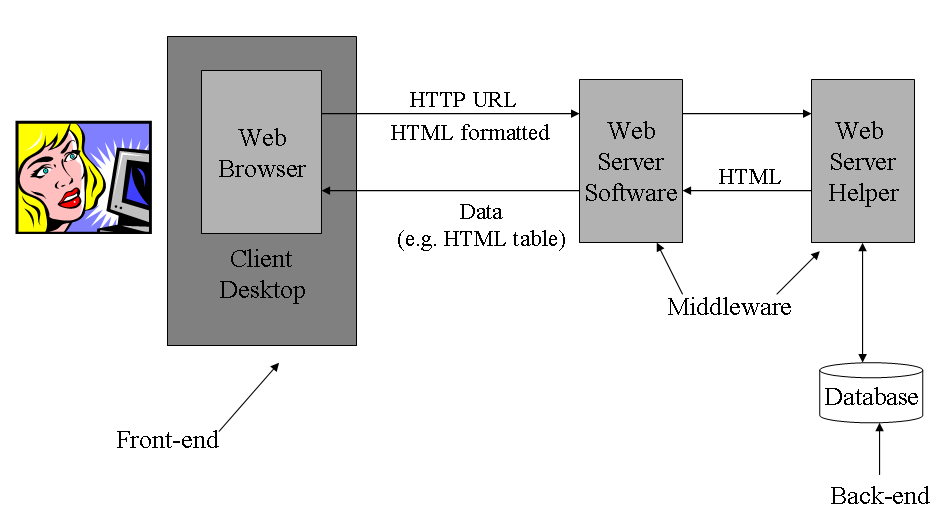 Web
Browser
Client
Desktop
HTTP URL
HTML formatted
Data
(e.g. HTML table)
Web
Server
Software
HTML
Web
Server
Helper
Middleware
Database
Front-end
Back-end